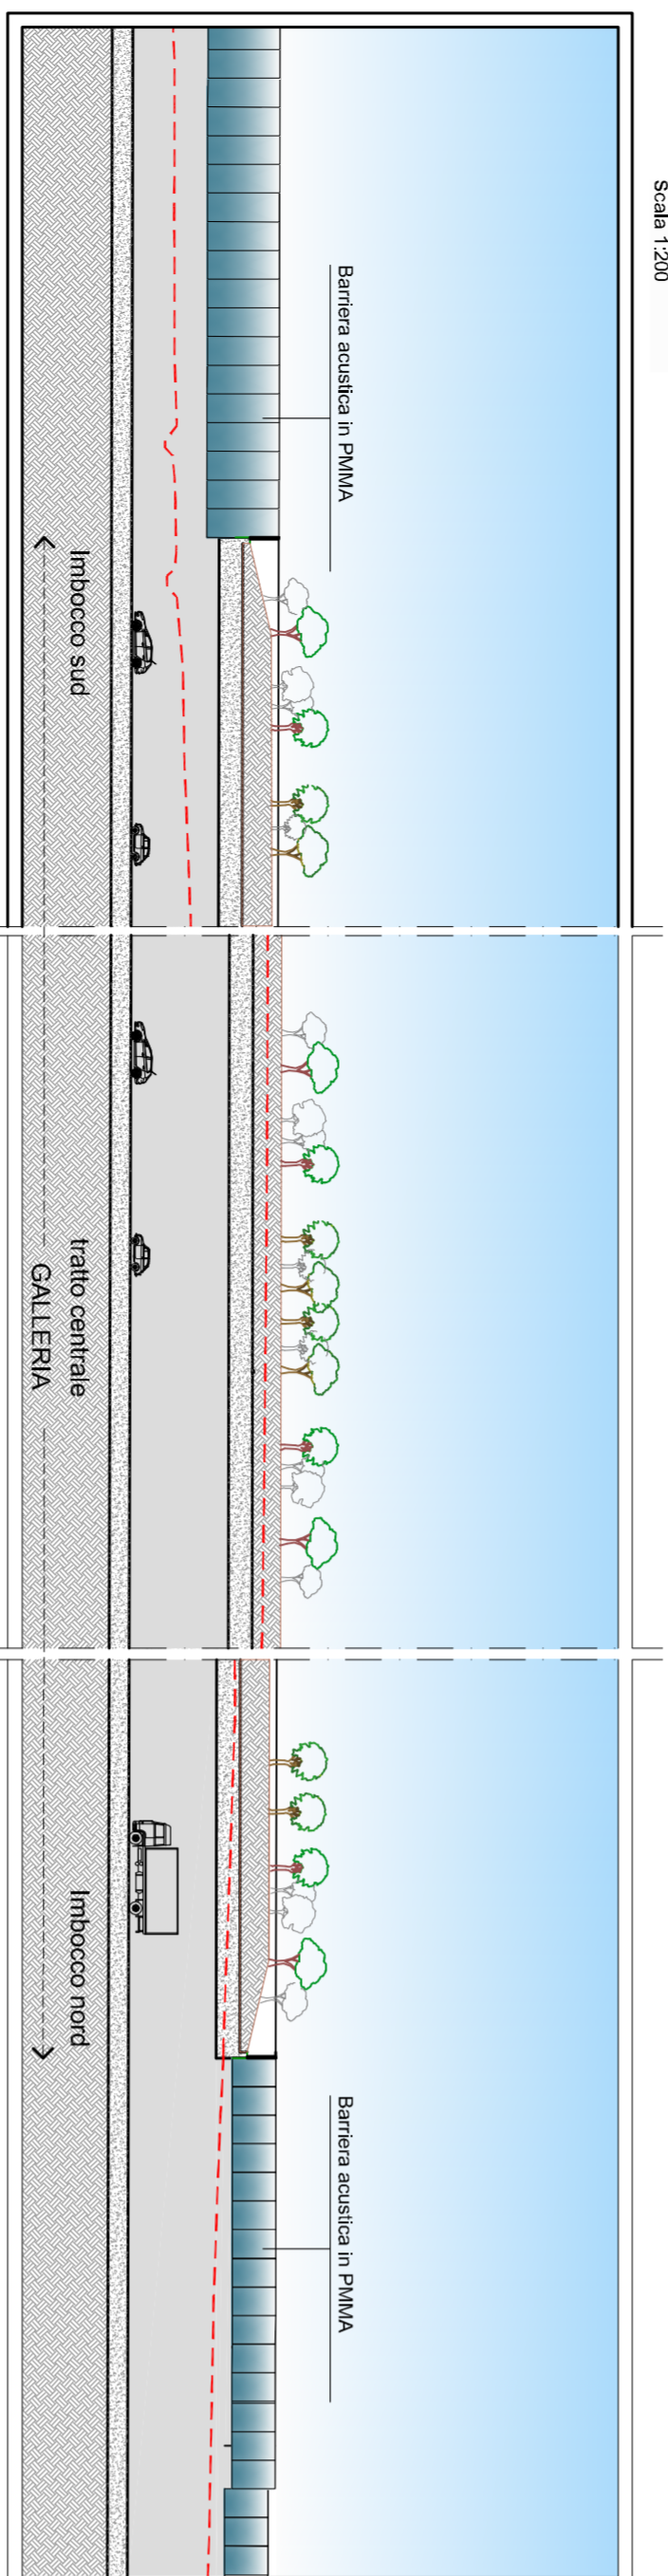 Scala 1:200
Barriera acustica in PMMA
Imbocco sud
tratto centrale
GALLERIA
Imbocco nord
Barriera acustica in PMMA